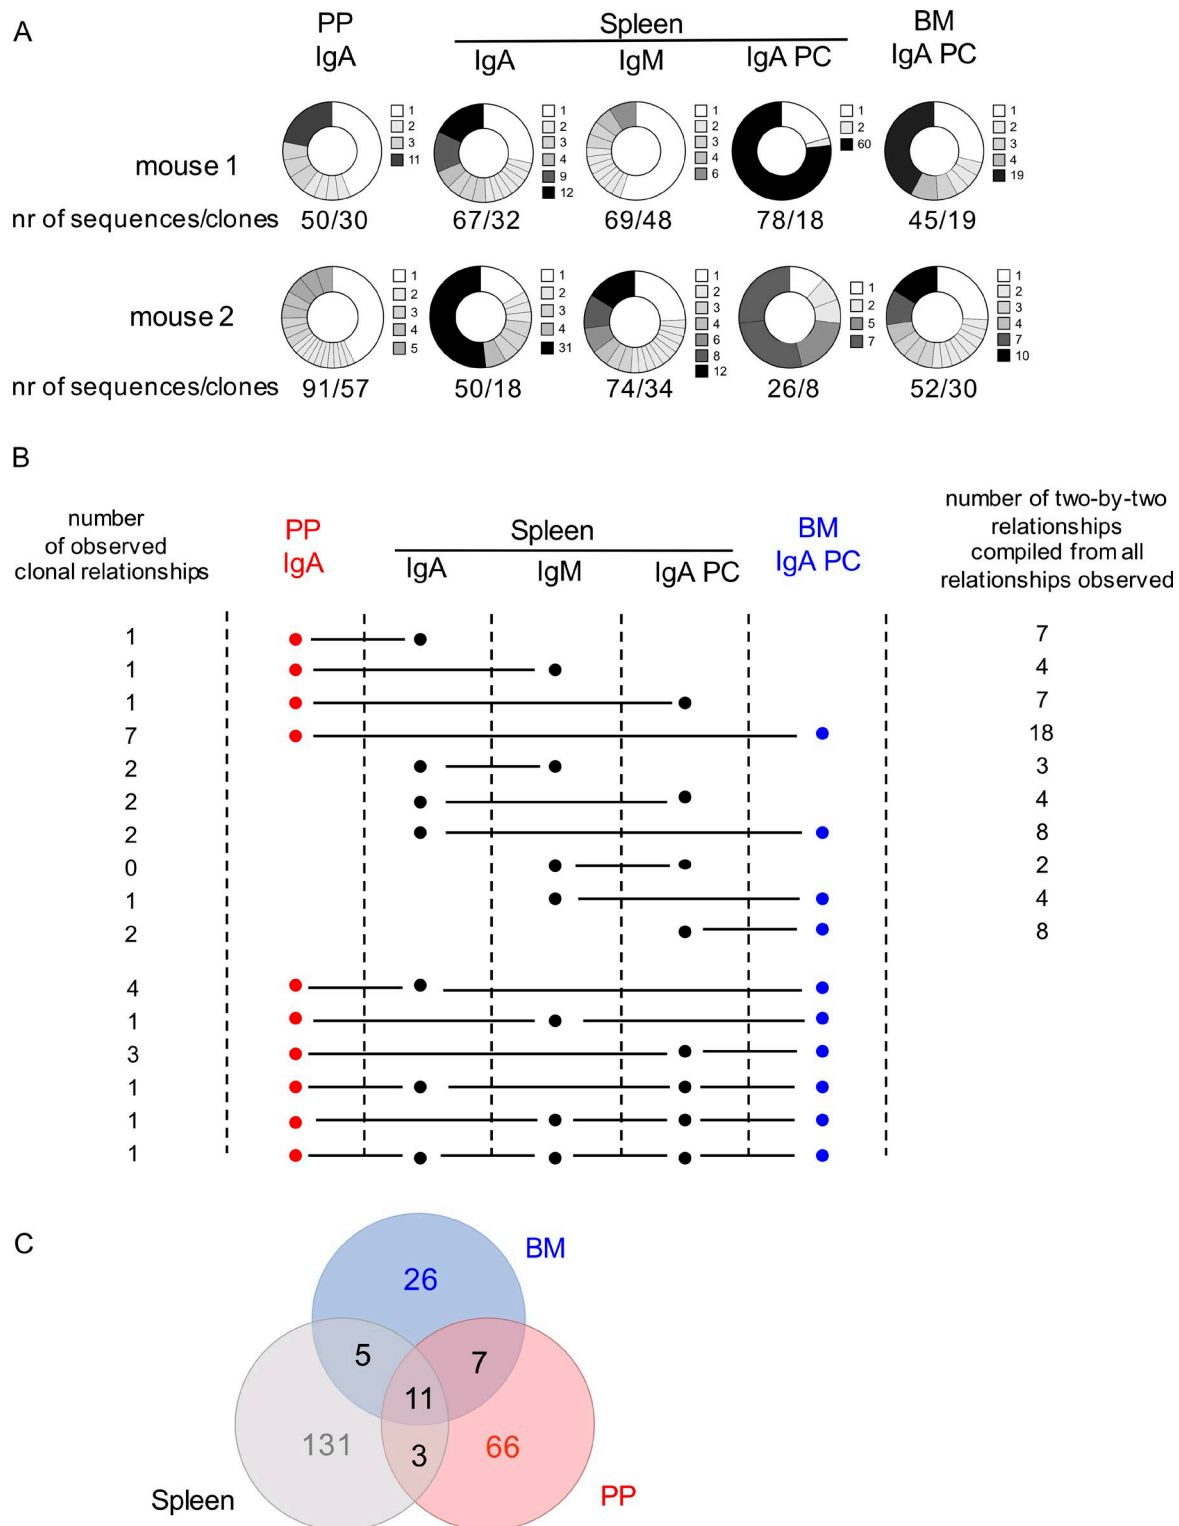 A
PP
IgA
Spleen
IgA
IgM
IgA PC
BM
IgA PC
mouse 1
1
2
3
11
1
2
3
4
9
12
1
2
3
4
6
1
2
60
1
2
3
4
19
nr of sequences/clones
50/30
67/32
69/48
78/18
45/19
mouse 2
1
2
3
4
5
1
2
3
4
31
1
2
3
4
6
8
12
1
2
5
7
1
2
3
4
7
10
nr of sequences/clones
91/57
50/18
74/34
26/8
52/30
B
number
of observed
clonal relationships
PP
IgA
Spleen
IgA
IgM
IgA PC
BM
IgA PC
number of two-by-two
relationships
compiled from all
relationships observed
1 7
1 4
1 7
7 18
2 3
2 4
2 8
0 2
1 4
2 8
4
1
3
1
1
1
C
BM
26
5
7
11
131
3
66
Spleen
PP